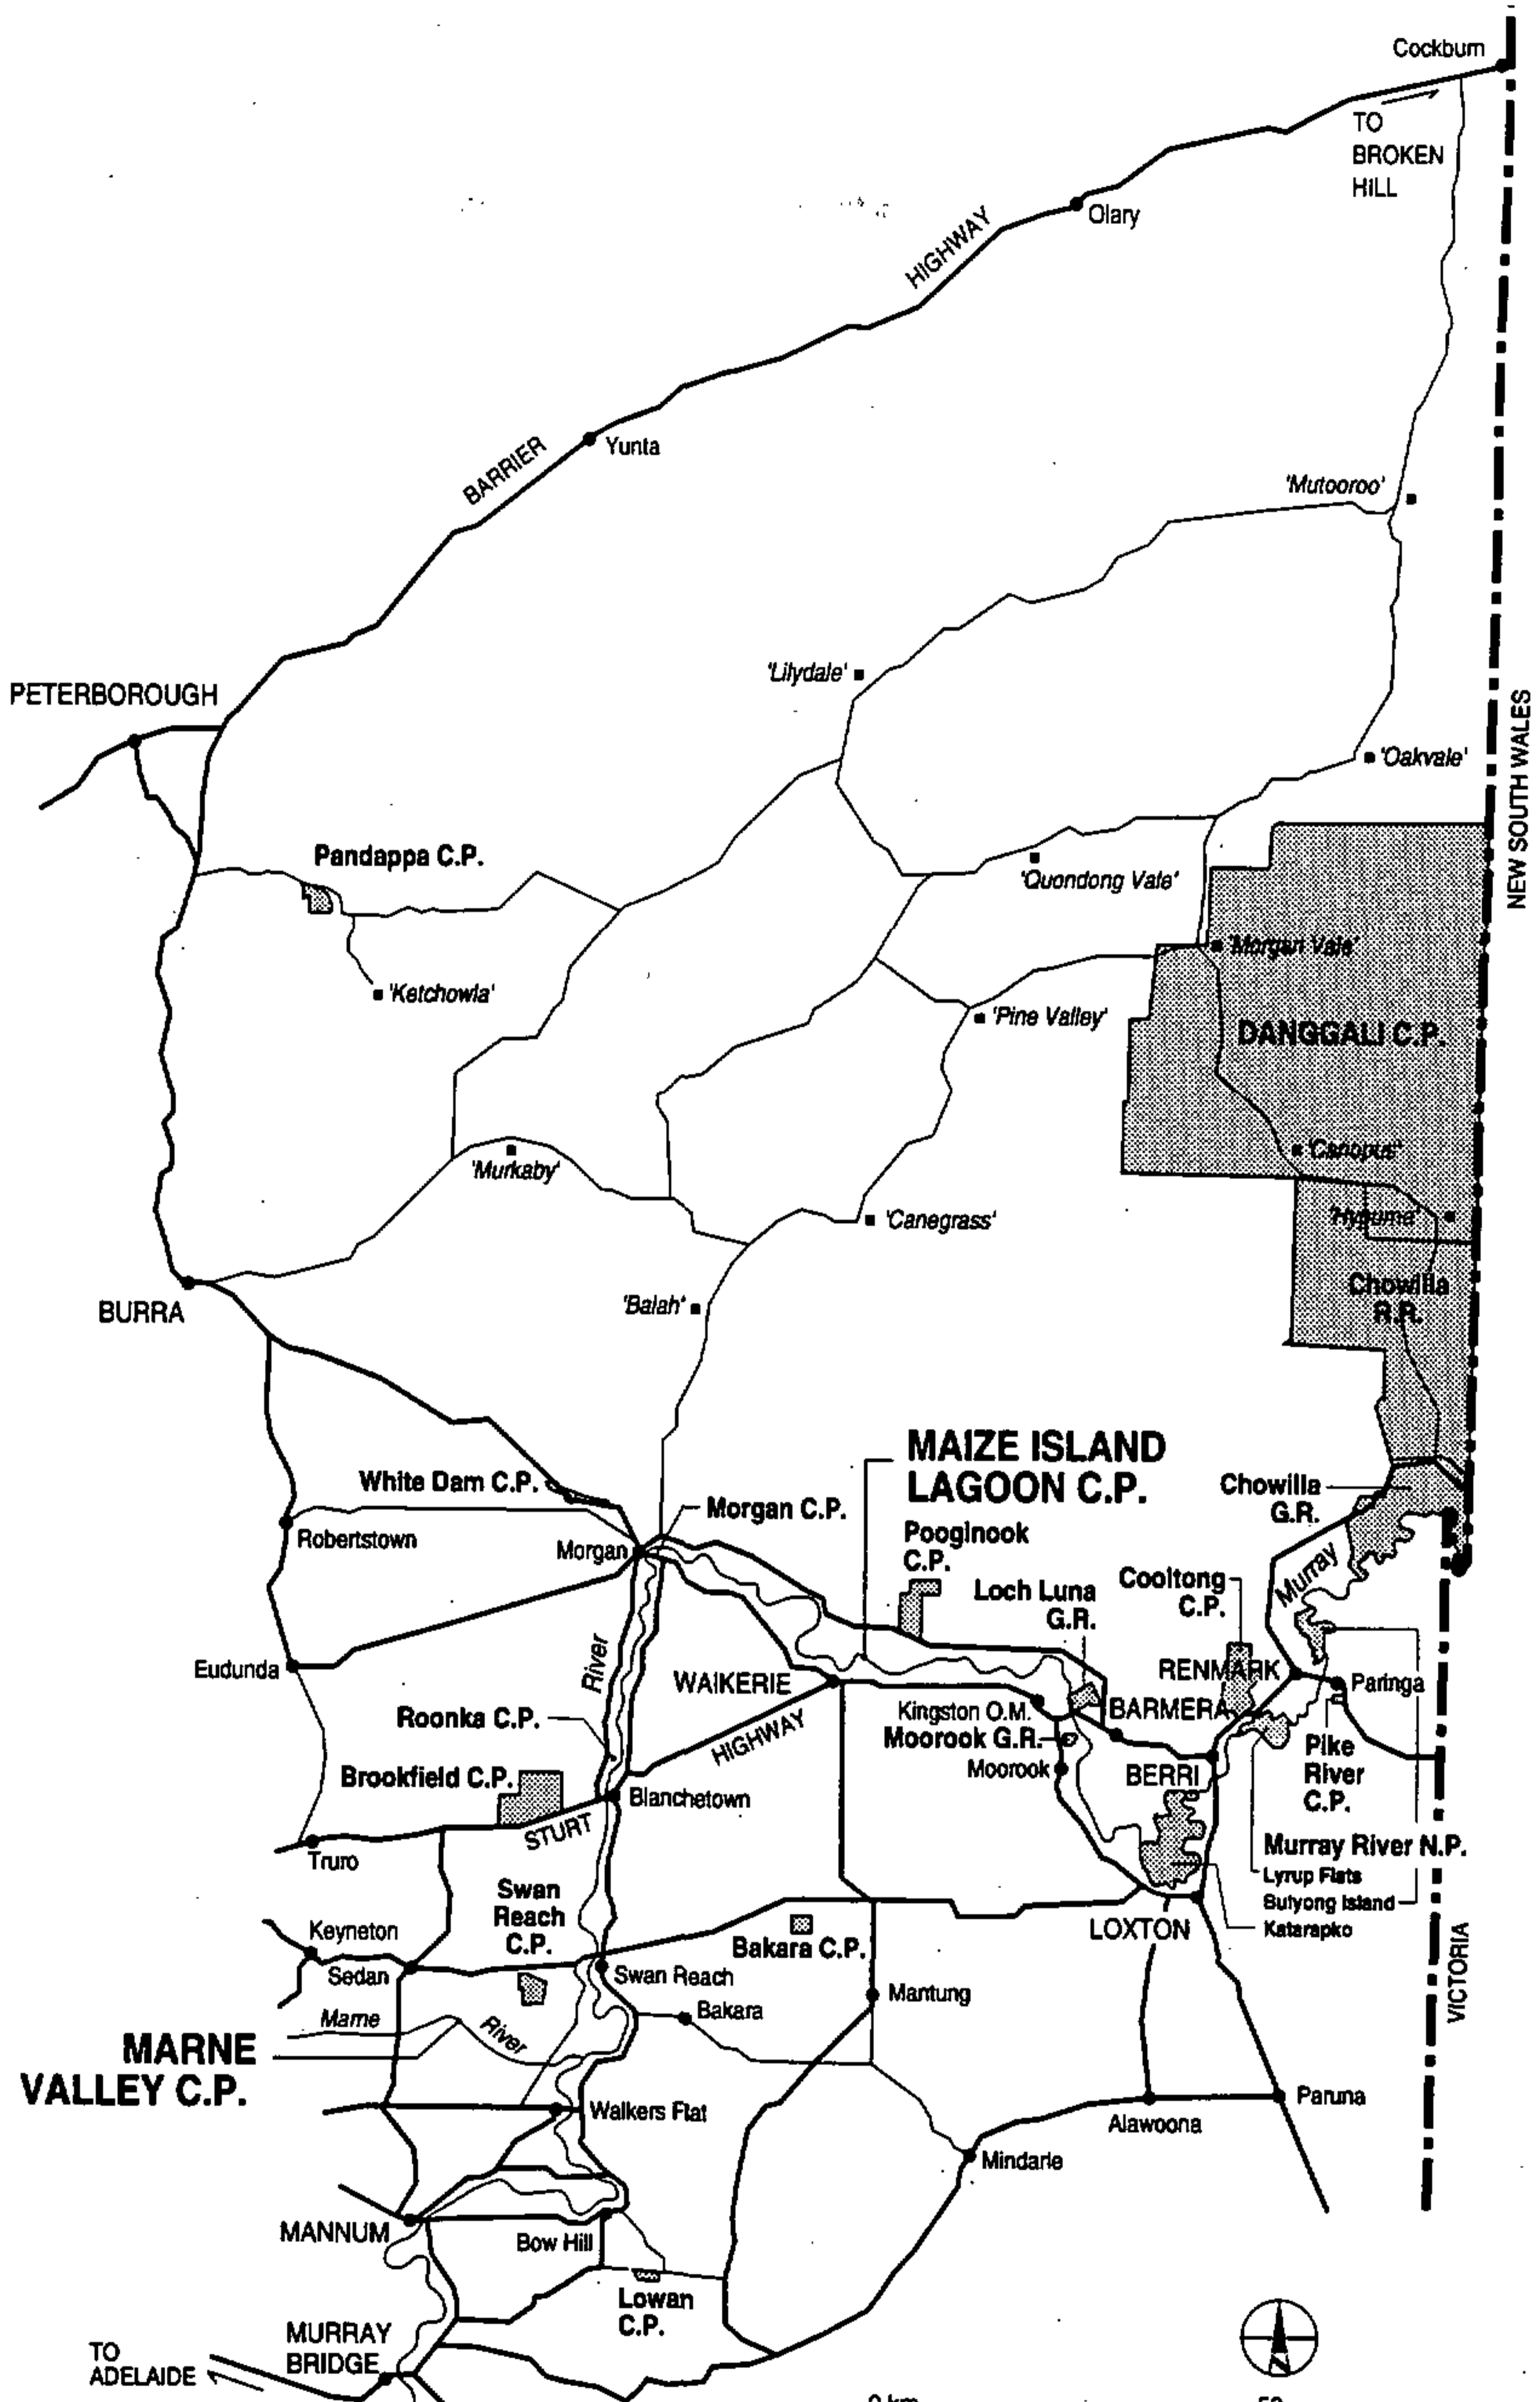 Cockburn
TO
BROKEN
HILL
Olary
HIGHWAY
BARRIER
Yunta
'Mutooroo'
'Lilydale'
PETERBOROUGH
NEW SOUTH WALES
'Oakvale'
Pandappa C.P.
'Quondong Vale'
'Morgan Vale'
'Ketchowla'
'Pine Valley'
DANGGALI C.P.
'Canopus'
'Murkaby'
'Hypurna'
'Canegrass'
Chowilla
R.R.
'Balah'
BURRA
MAIZE ISLAND
LAGOON C.P.
White Dam C.P.
Chowilla
G.R.
Morgan C.P.
Pooginook
C.P.
Robertstown
Morgan
Murray
Cooltong
C.P.
Loch Luna
G.R.
River
Eudunda
WAIKERIE
RENMARK
Paringa
Kingston O.M.
BARMERA
Roonka C.P.
HIGHWAY
Moorook G.R.
Pike
River
C.P.
Moorook
BERRI
Brookfield C.P.
Blanchetown
STURT
Truro
Murray River N.P.
Lyrup Flats
Bulyong Island
Katarapko
Swan
Reach
C.P.
Keyneton
LOXTON
Bakara C.P.
Sedan
Swan Reach
VICTORIA
Mantung
Marne
River
Bakara
MARNE
VALLEY C.P.
Walkers Flat
Paruna
Alawoona
Mindarie
MANNUM
Bow Hill
Lowan
C.P.
MURRAY
BRIDGE
TO
ADELAIDE
N
0 km
50